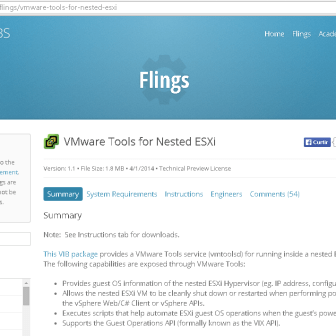 flings/vmware-tools-for-nested-esxi
BS
Home Flings Acad
Flings
VMware Tools for Nested ESXi
Curtir
Version: 1.1 • File Size: 1.8 MB • 4/1/2014 • Technical Preview License
to the
ement.
gs are
not be
Summary System Requirements Instructions Engineers Comments (54)
Summary
Note: See Instructions tab for downloads.
This VIB package provides a VMware Tools service (vmtoolsd) for running inside a nested E
The following capabilities are exposed through VMware Tools:
• Provides guest OS information of the nested ESXi Hypervisor (eg. IP address, configu
• Allows the nested ESXi VM to be cleanly shut down or restarted when performing po
the vSphere Web/C# Client or vSphere APIs.
• Executes scripts that help automate ESXi guest OS operations when the guest's powe
• Supports the Guest Operations API (formally known as the VIX API).